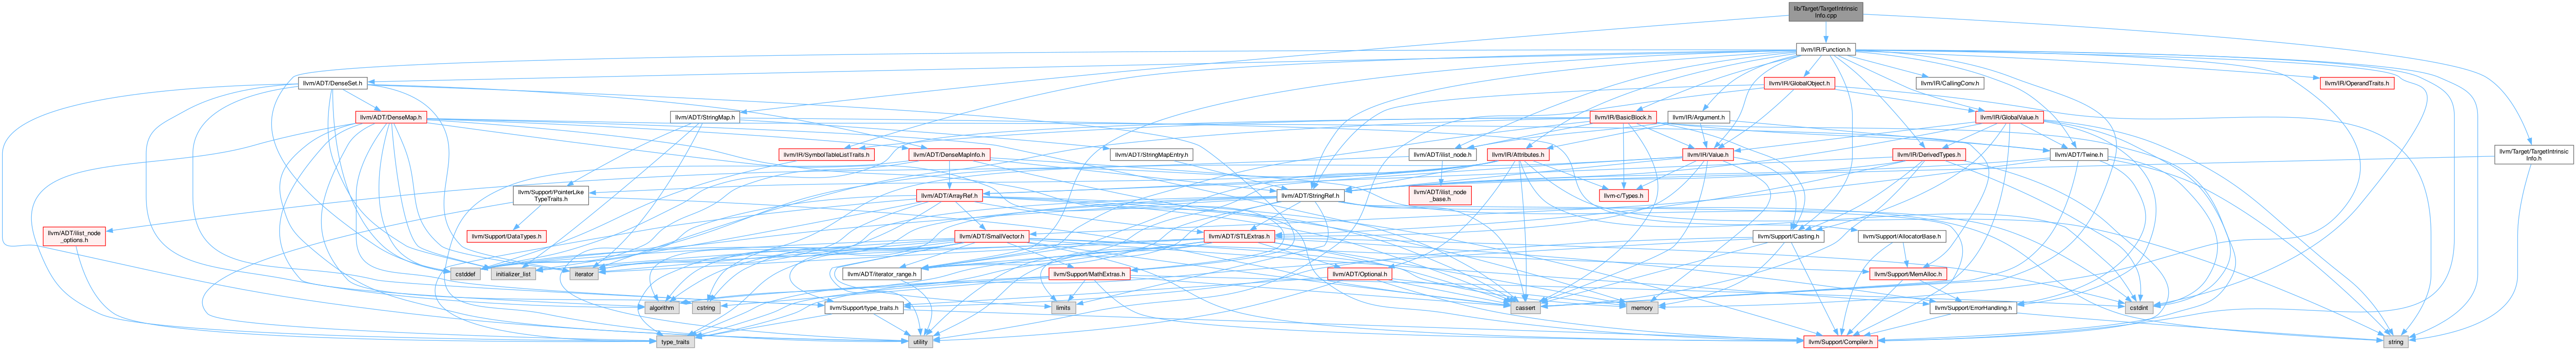 lib/Target/TargetIntrinsic
Info.cpp
llvm/IR/Function.h
llvm/ADT/DenseSet.h
llvm/IR/GlobalObject.h
llvm/IR/CallingConv.h
llvm/IR/OperandTraits.h
llvm/ADT/DenseMap.h
llvm/ADT/StringMap.h
llvm/IR/BasicBlock.h
llvm/IR/Argument.h
llvm/IR/GlobalValue.h
llvm/IR/SymbolTableListTraits.h
llvm/ADT/DenseMapInfo.h
llvm/ADT/StringMapEntry.h
llvm/ADT/ilist_node.h
llvm/IR/Attributes.h
llvm/IR/Value.h
llvm/IR/DerivedTypes.h
llvm/ADT/Twine.h
llvm/Target/TargetIntrinsic
Info.h
llvm/Support/PointerLike
TypeTraits.h
llvm/ADT/ArrayRef.h
llvm/ADT/StringRef.h
llvm/ADT/ilist_node
_base.h
llvm-c/Types.h
llvm/ADT/ilist_node
_options.h
llvm/Support/DataTypes.h
llvm/ADT/SmallVector.h
llvm/ADT/STLExtras.h
llvm/Support/Casting.h
llvm/Support/AllocatorBase.h
cstddef
initializer_list
iterator
llvm/ADT/iterator_range.h
llvm/Support/MathExtras.h
llvm/ADT/Optional.h
llvm/Support/MemAlloc.h
algorithm
cstring
llvm/Support/type_traits.h
limits
cassert
memory
llvm/Support/ErrorHandling.h
cstdint
type_traits
utility
llvm/Support/Compiler.h
string